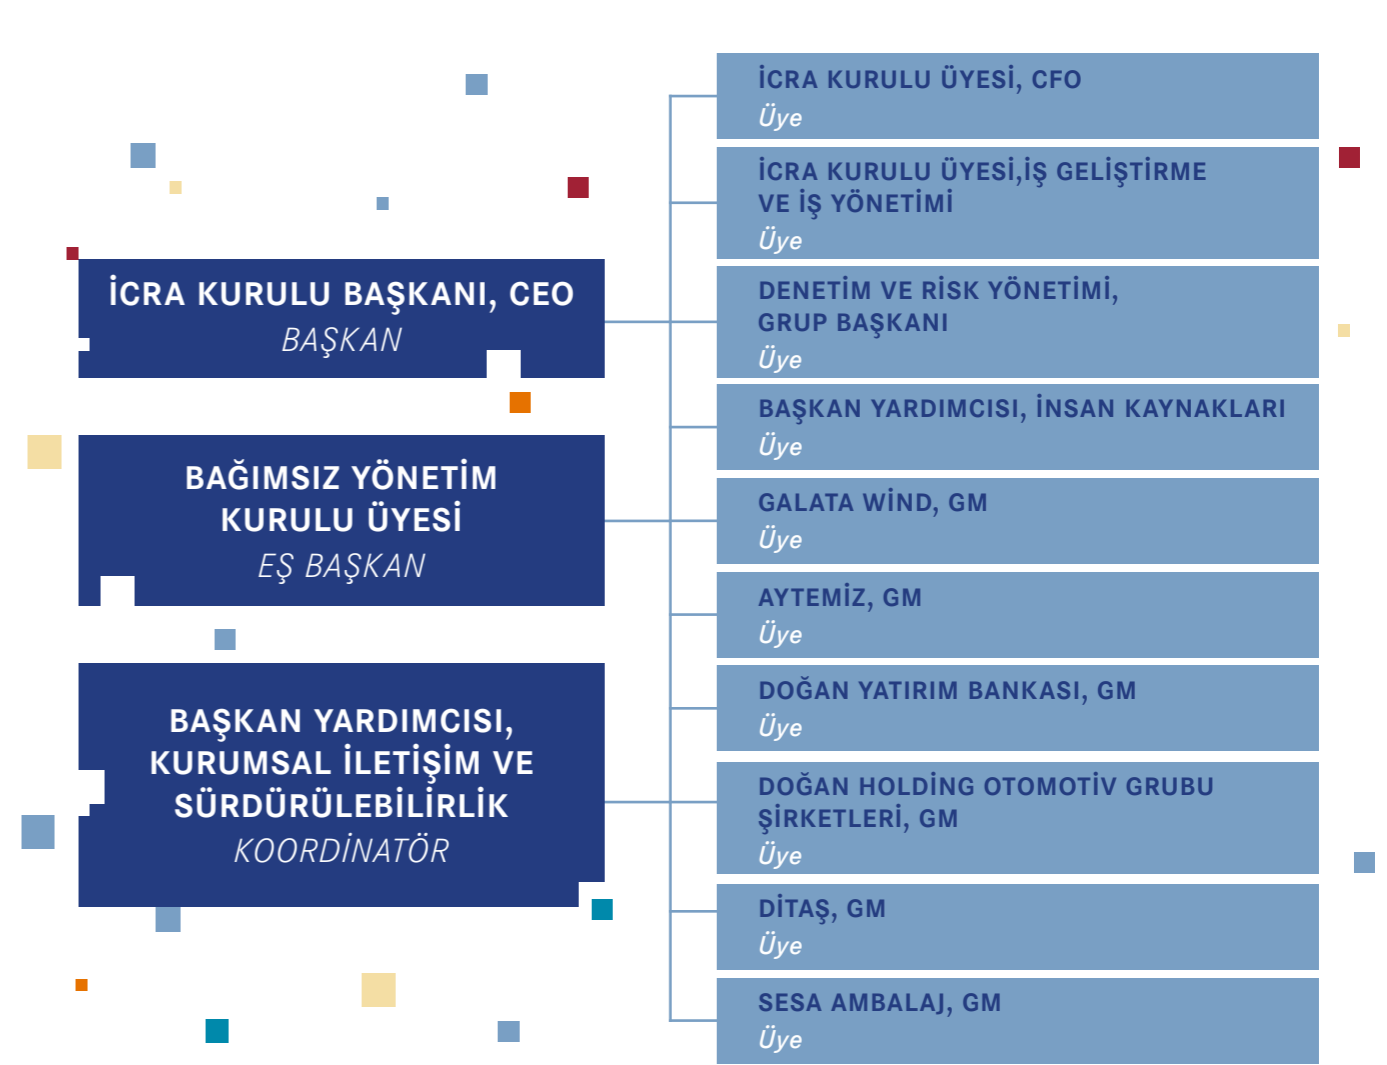 İCRA KURULU BAŞKANI, CEO
BAŞKAN
BAĞIMSIZ YÖNETİM
KURULU ÜYESİ
EŞ BAŞKAN
BAŞKAN YARDIMCISI,
KURUMSAL İLETİŞİM VE
SÜRDÜRÜLEBİLİRLİK
KOORDİNATÖR
İCRA KURULU ÜYESİ, CFO
Üye
İCRA KURULU ÜYESİ,İŞ GELİŞTİRME
VE İŞ YÖNETİMİ
Üye
DENETİM VE RİSK YÖNETİMİ,
GRUP BAŞKANI
Üye
BAŞKAN YARDIMCISI, İNSAN KAYNAKLARI
Üye
GALATA WİND, GM
Üye
AYTEMİZ, GM
Üye
DOĞAN YATIRIM BANKASI, GM
Üye
DOĞAN HOLDİNG OTOMOTİV GRUBU
ŞİRKETLERİ, GM
Üye
DİTAŞ, GM
Üye
SESA AMBALAJ, GM
Üye